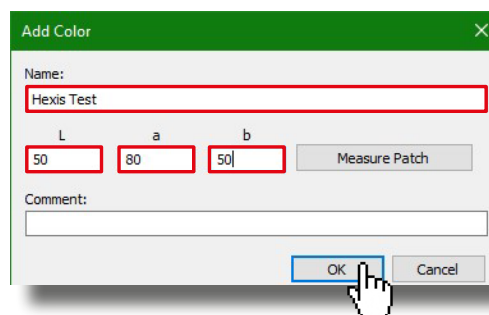 Add Color
Name:
Hexis Test
L a b
50 80 50 Measure Patch
Comment:
OK Cancel